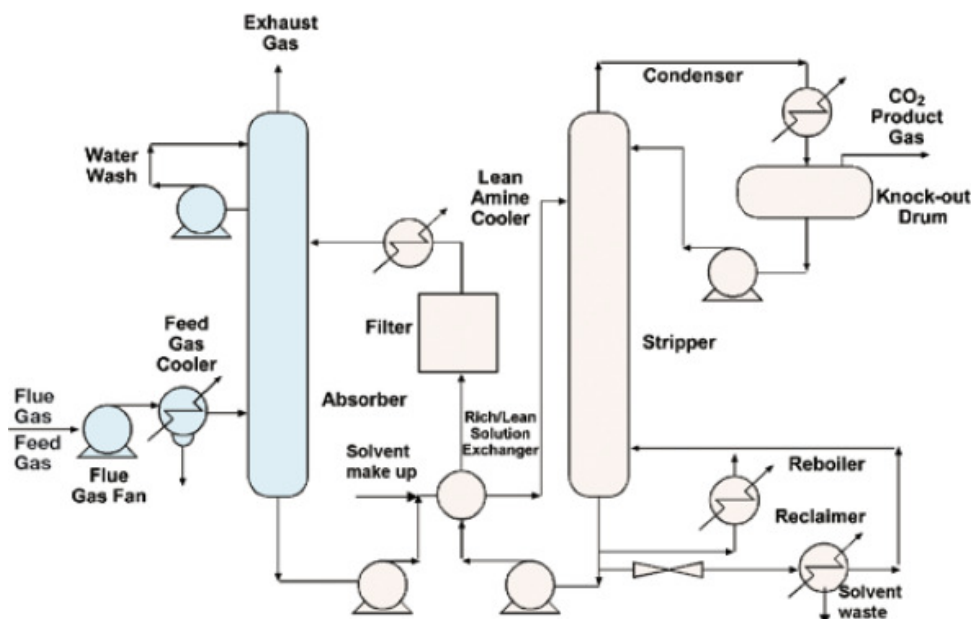 Exhaust
Gas
Condenser
CO₂
Product
Gas
Water
Wash
Lean
Amine
Cooler
Knock-out
Drum
Feed
Gas
Cooler
Filter
Stripper
Flue
Gas
Feed
Gas
Absorber
Rich/Lean
Solution
Exchanger
Flue
Gas Fan
Solvent
make up
Reboiler
Reclaimer
Solvent
waste